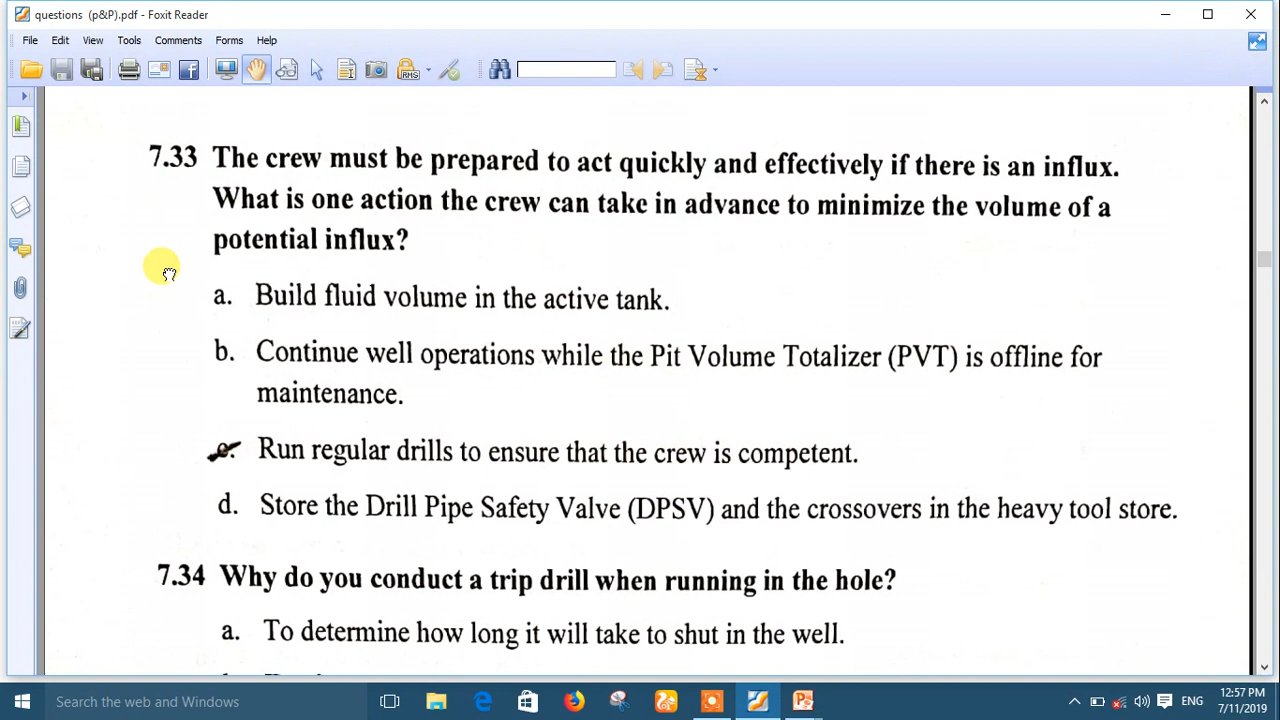 questions (p&P).pdf - Foxit Reader
File Edit View Tools Comments Forms Help
RHS
7.33 The crew must be prepared to act quickly and effectively if there is an influx.
What is one action the crew can take in advance to minimize the volume of a
potential influx?
a. Build fluid volume in the active tank.
b. Continue well operations while the Pit Volume Totalizer (PVT) is offline for
maintenance.
c. Run regular drills to ensure that the crew is competent.
d. Store the Drill Pipe Safety Valve (DPSV) and the crossovers in the heavy tool store.
7.34 Why do you conduct a trip drill when running in the hole?
a. To determine how long it will take to shut in the well.
Search the web and Windows
ENG
12:57 PM
7/11/2019